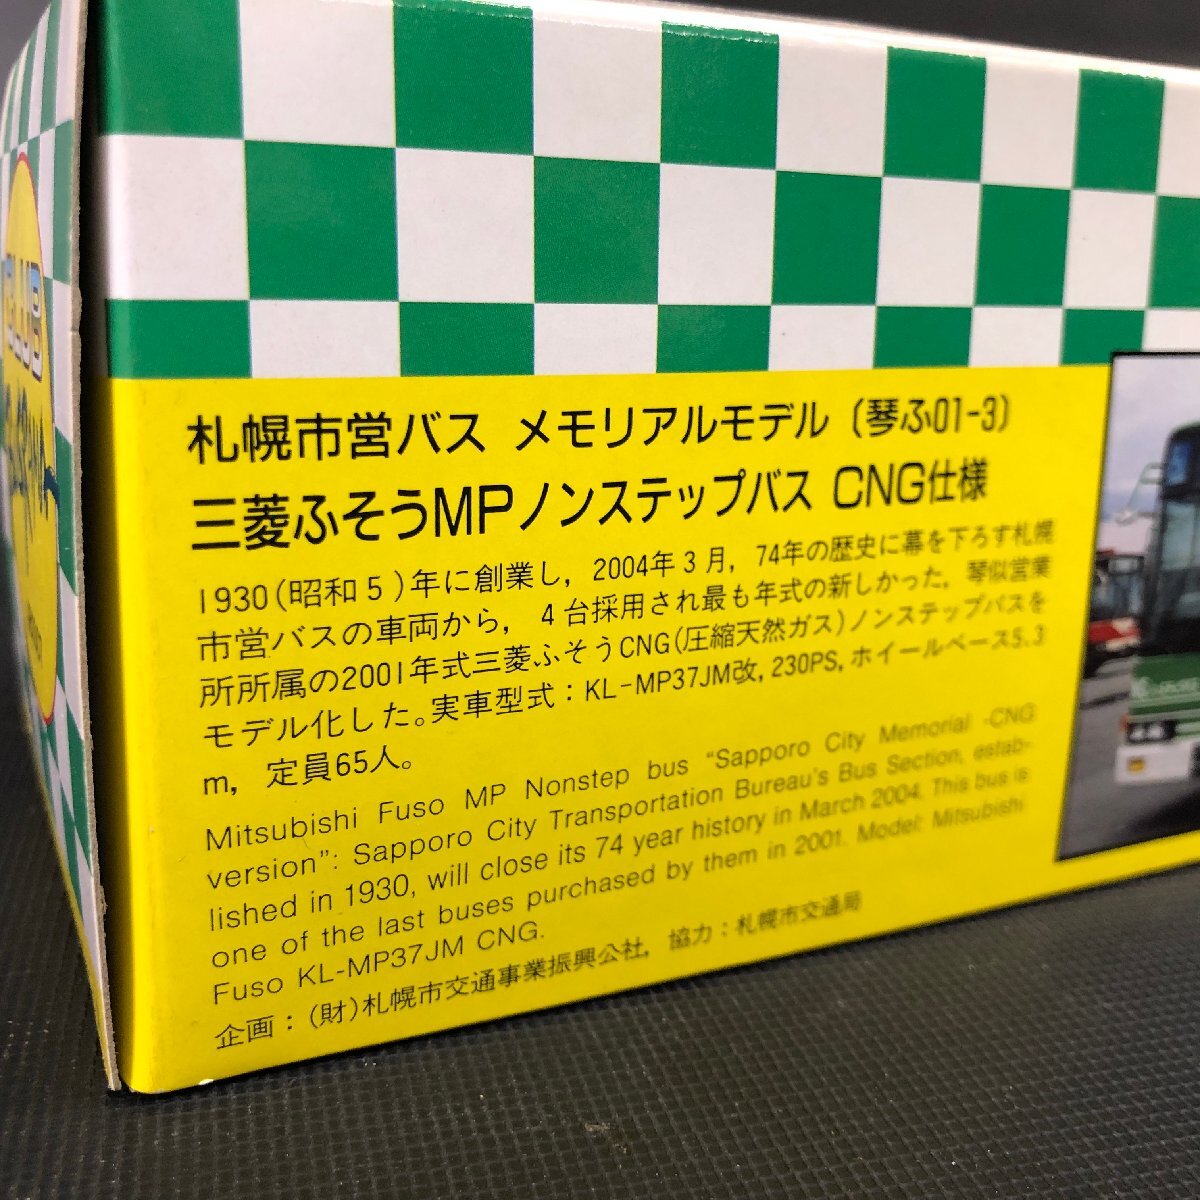 札幌市営バス メモリアルモデル〔琴ふ01-3〕
三菱ふそうMPノンステップバス CNG仕様
1930(昭和5)年に創業し，2004年3月，74年の歴史に幕を下ろす札幌
市営バスの車両から，4台採用され最も年式の新しかった，琴似営業
所所属の2001年式三菱ふそうCNG(圧縮天然ガス)ノンステップバスを
モデル化した。実車型式：KL-MP37JM改，230PS，ホイールベース5.3
m，定員65人。
Mitsubishi Fuso MP Nonstep bus “Sapporo City Memorial -CNG
version”: Sapporo City Transportation Bureau's Bus Section, estab-
lished in 1930, will close its 74 year history in March 2004. This bus is
one of the last buses purchased by them in 2001. Model: Mitsubishi
Fuso KL-MP37JM CNG.
企画：(財)札幌市交通事業振興公社，協力：札幌市交通局
CLUB